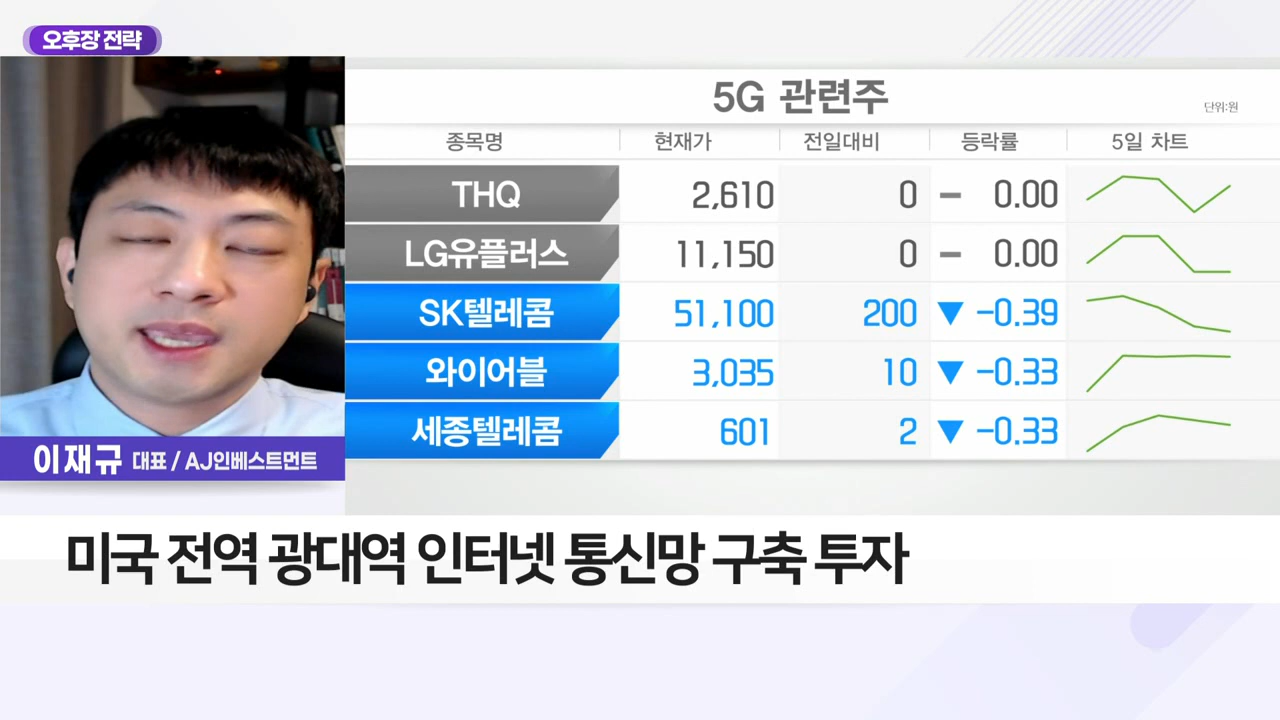 오후장 전략
5G 관련주
단위:원
종목명 현재가 전일대비 등락률 5일 차트
THQ 2,610 0 - 0.00
LG유플러스 11,150 0 - 0.00
SK텔레콤 51,100 200 ▼ -0.39
와이어블 3,035 10 ▼ -0.33
세종텔레콤 601 2 ▼ -0.33
이재규 대표 / AJ인베스트먼트
미국 전역 광대역 인터넷 통신망 구축 투자